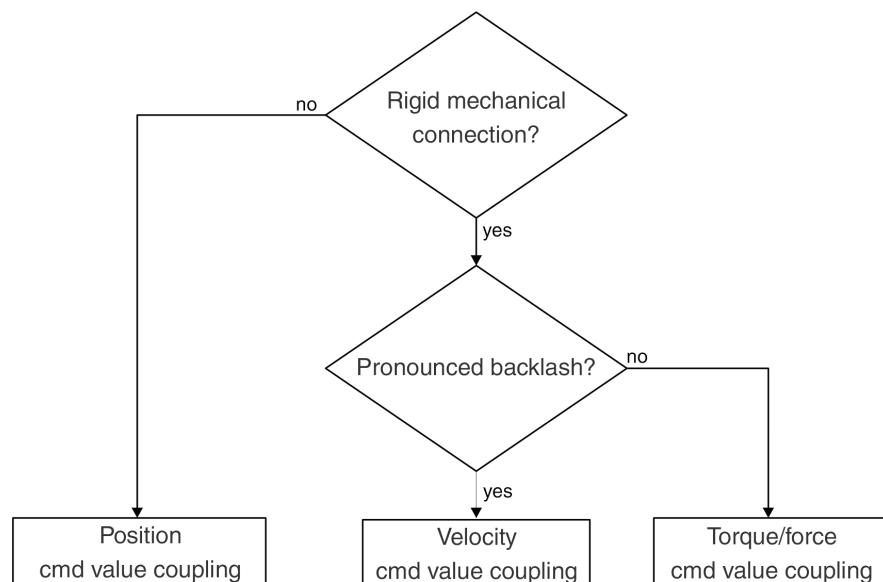 Rigid mechanical
connection?
no
yes
Pronounced backlash?
no
yes
Position
cmd value coupling
Velocity
cmd value coupling
Torque/force
cmd value coupling